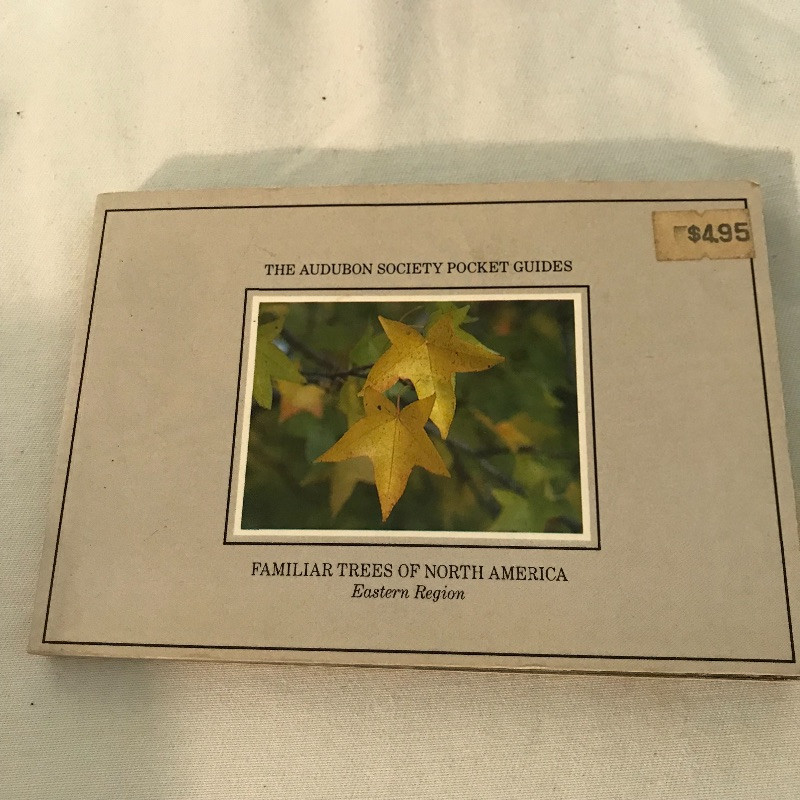 $4.95
THE AUDUBON SOCIETY POCKET GUIDES
FAMILIAR TREES OF NORTH AMERICA
Eastern Region